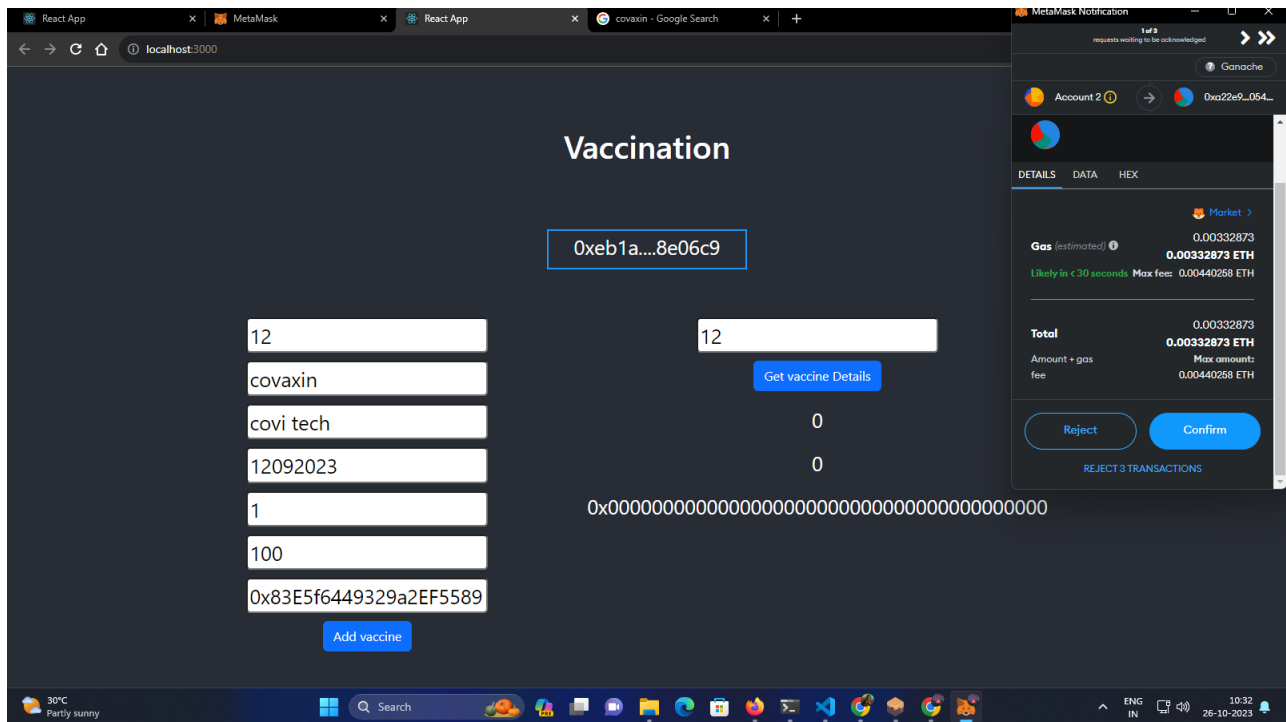 React App
MetaMask
React App
covaxin - Google Search
localhost:3000
MetaMask Notification
1 of 3
requests waiting to be acknowledged
Ganache
Account 2
0xa22e9...054...
DETAILS DATA HEX
Market >
Gas (estimated)
0.00332873
0.00332873 ETH
Likely in < 30 seconds Max fee: 0.00440258 ETH
Total
0.00332873
0.00332873 ETH
Amount + gas fee
Max amount:
0.00440258 ETH
Reject
Confirm
REJECT 3 TRANSACTIONS
Vaccination
0xeb1a....8e06c9
12
covaxin
covi tech
12092023
1
100
0x83E5f6449329a2EF5589
Add vaccine
12
Get vaccine Details
0
0
0x0000000000000000000000000000000000000000
30°C
Partly sunny
Search
ENG
IN
10:32
26-10-2023